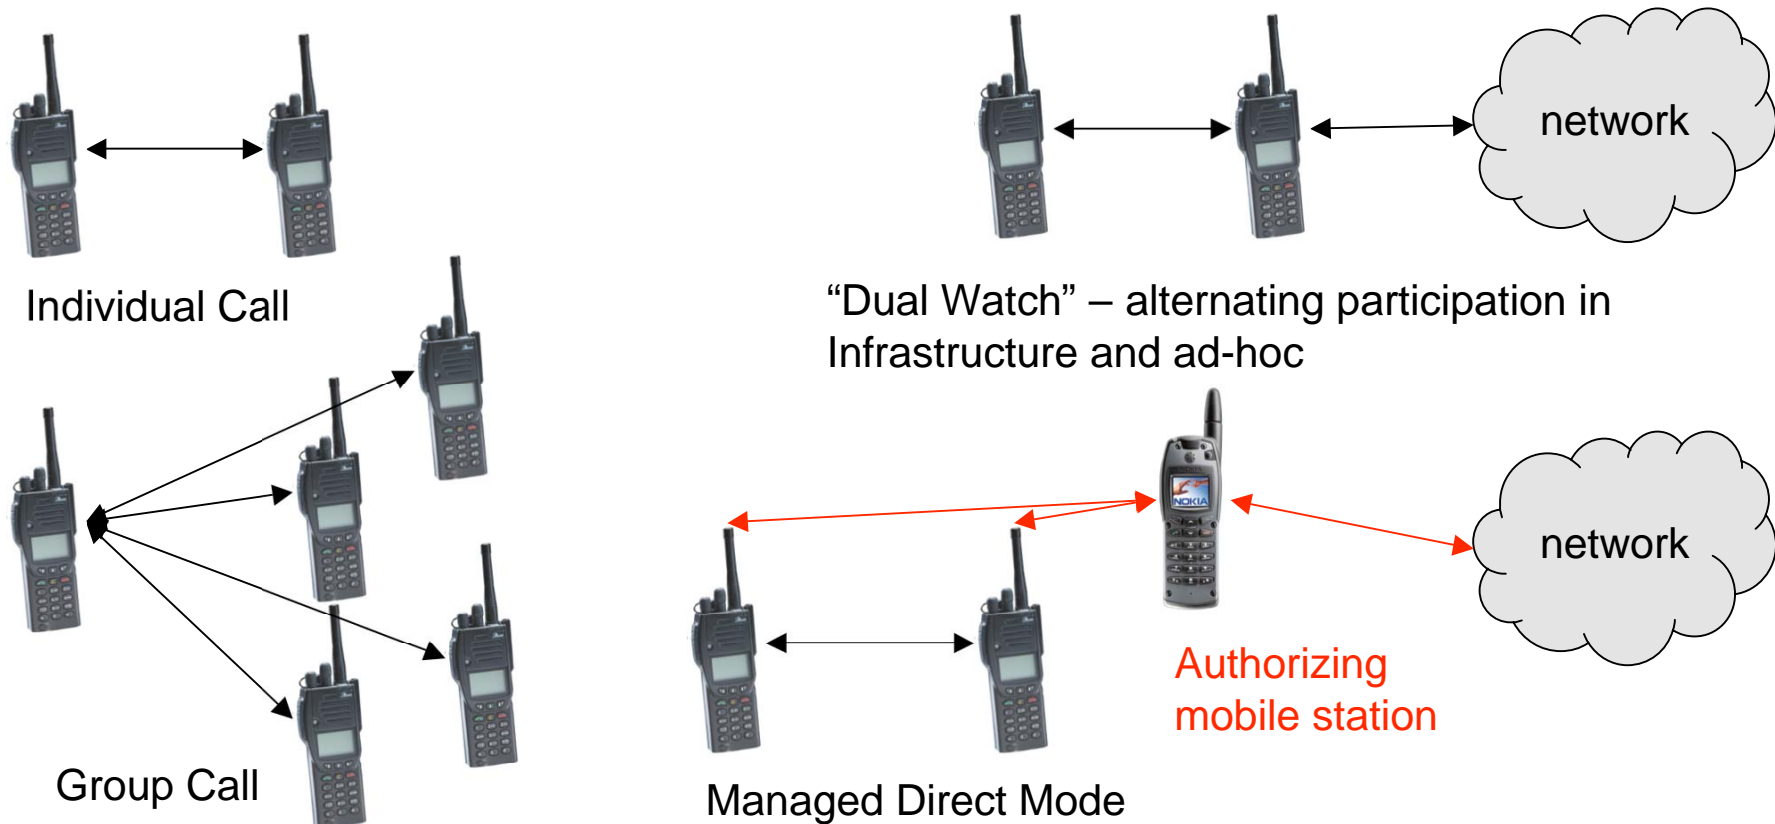 network
Individual Call
“Dual Watch” – alternating participation in
Infrastructure and ad-hoc
NOKIA
network
Authorizing
mobile station
Group Call
Managed Direct Mode